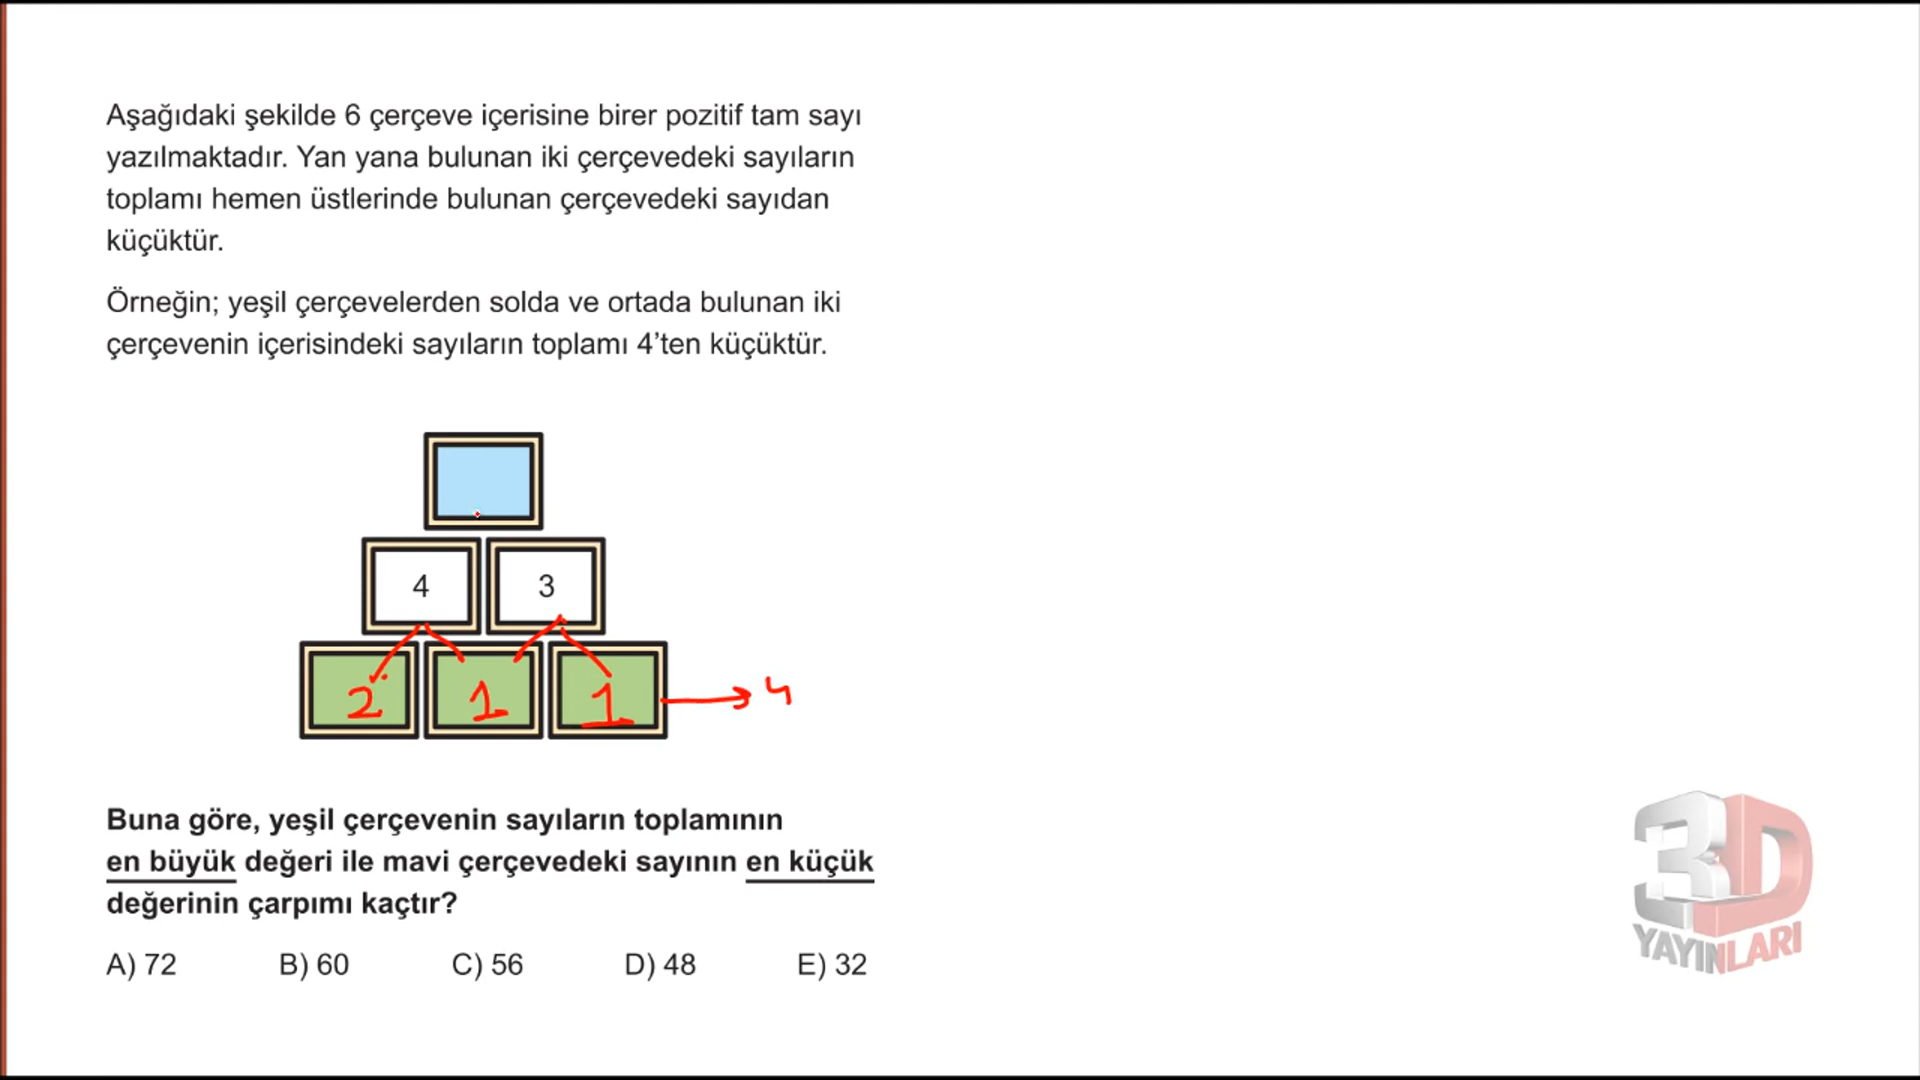 Aşağıdaki şekilde 6 çerçeve içerisine birer pozitif tam sayı
yazılmaktadır. Yan yana bulunan iki çerçevedeki sayıların
toplamı hemen üstlerinde bulunan çerçevedeki sayıdan
küçüktür.
Örneğin; yeşil çerçevelerden solda ve ortada bulunan iki
çerçevenin içerisindeki sayıların toplamı 4’ten küçüktür.
4 3
2 1 1 → 4
Buna göre, yeşil çerçevenin sayıların toplamının
en büyük değeri ile mavi çerçevedeki sayının en küçük
değerinin çarpımı kaçtır?
A) 72 B) 60 C) 56 D) 48 E) 32
3D
YAYINLARI